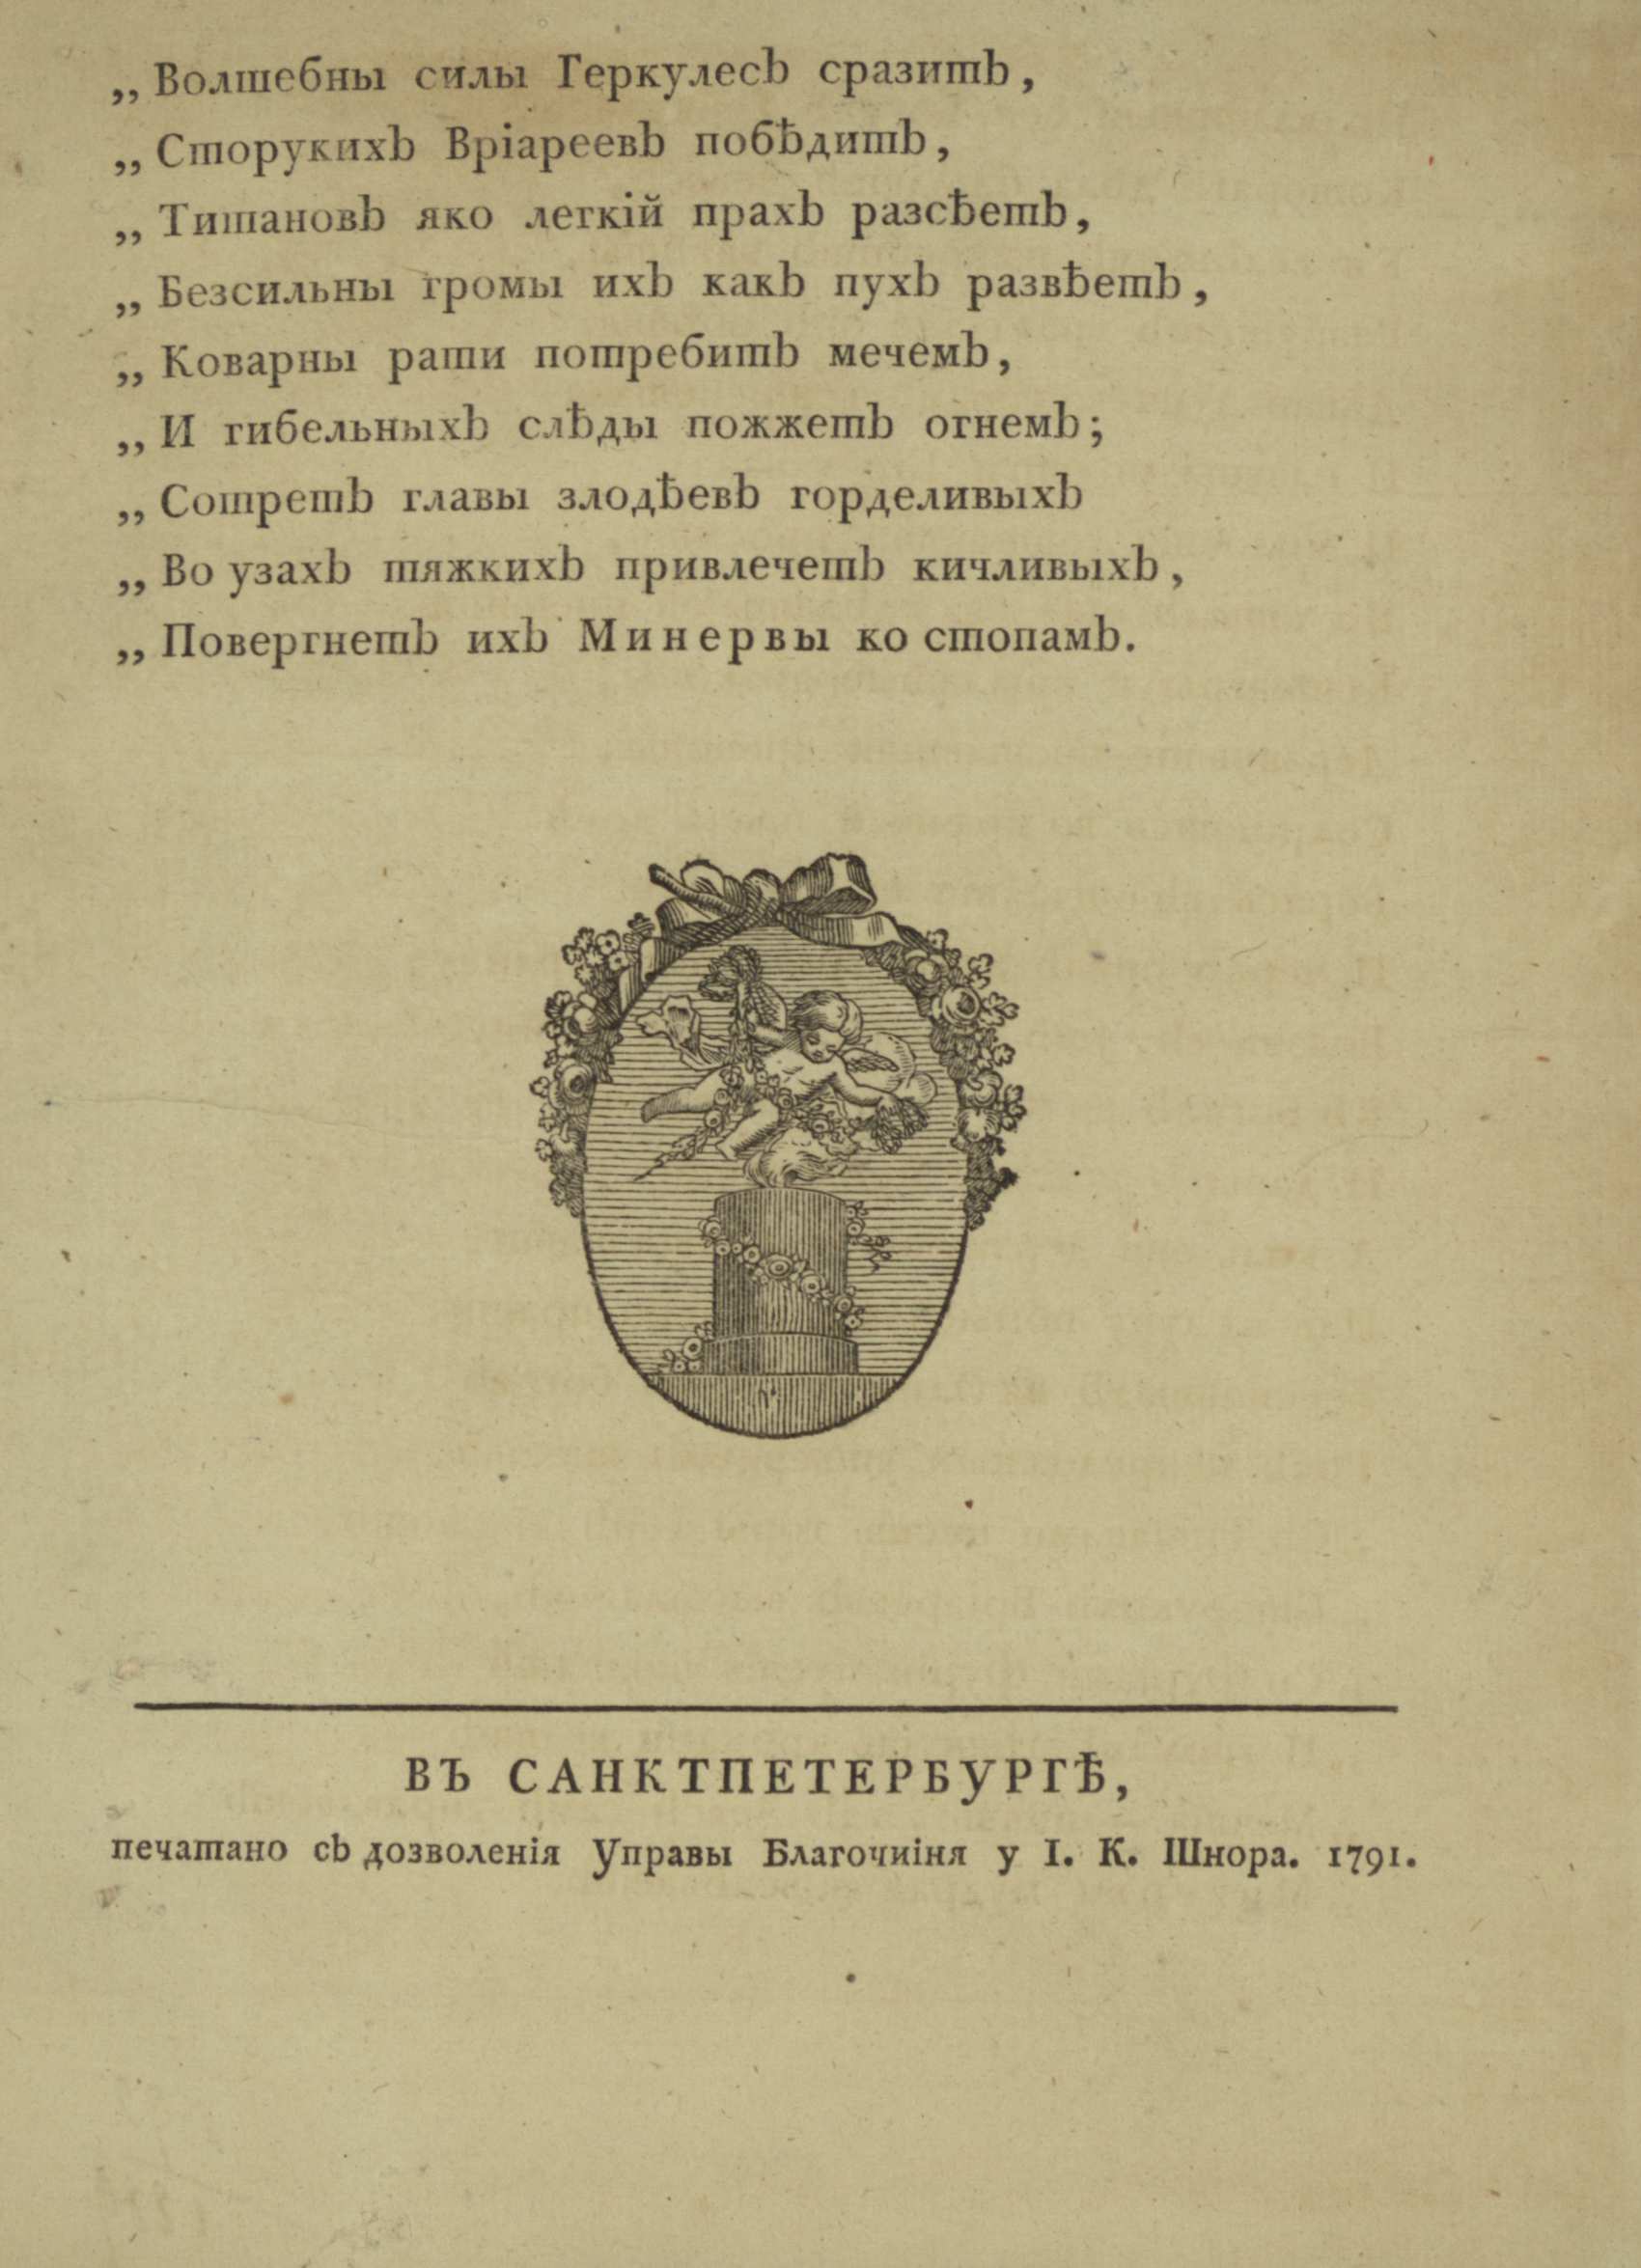 „Волшебны силы Геркулесъ сразитъ,
„Сторукихъ Вріареевъ побѣдитъ,
„Титановъ яко легкій прахъ разсѣетъ,
„Безсильны громы ихъ какъ пухъ развѣетъ,
„Коварны рати потребитъ мечемъ,
„И гибельныхъ слѣды пожжетъ огнемъ;
„Сотретъ главы злодѣевъ горделивыхъ
„Во узахъ тяжкихъ привлечетъ кичливыхъ,
„Повергнетъ ихъ Минервы ко стопамъ.
ВЪ САНКТПЕТЕРБУРГѢ,
печатано съ дозволенія Управы Благочиіня у І. К. Шнора. 1791.